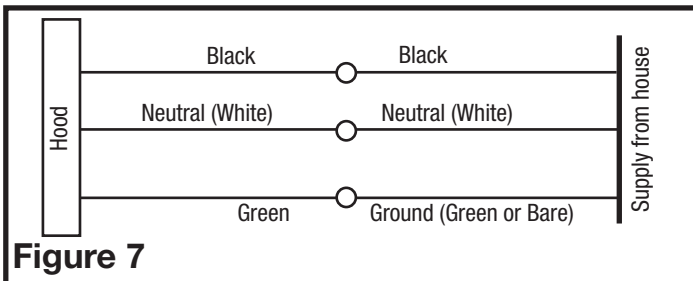 Hood
Black
Black
Neutral (White)
Neutral (White)
Green
Ground (Green or Bare)
Supply from house
Figure 7